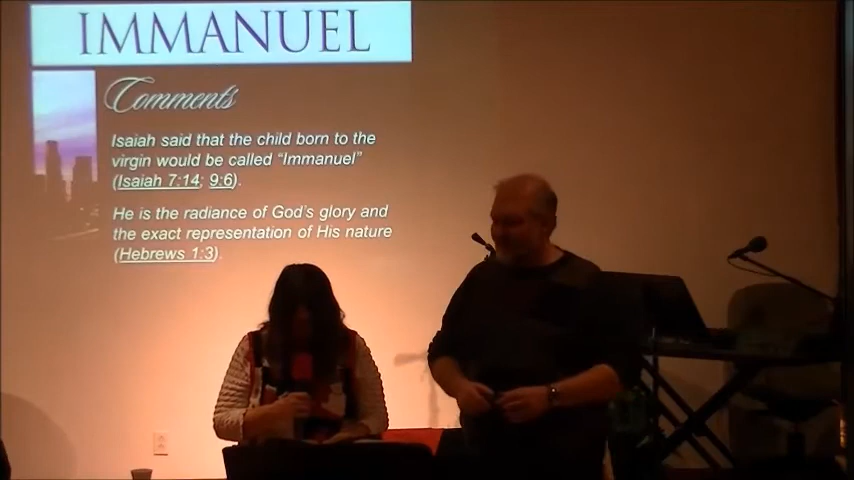 IMMANUEL
Comments
Isaiah said that the child born to the
virgin would be called "Immanuel"
(Isaiah 7:14; 9:6).
He is the radiance of God's glory and
the exact representation of His nature
(Hebrews 1:3).